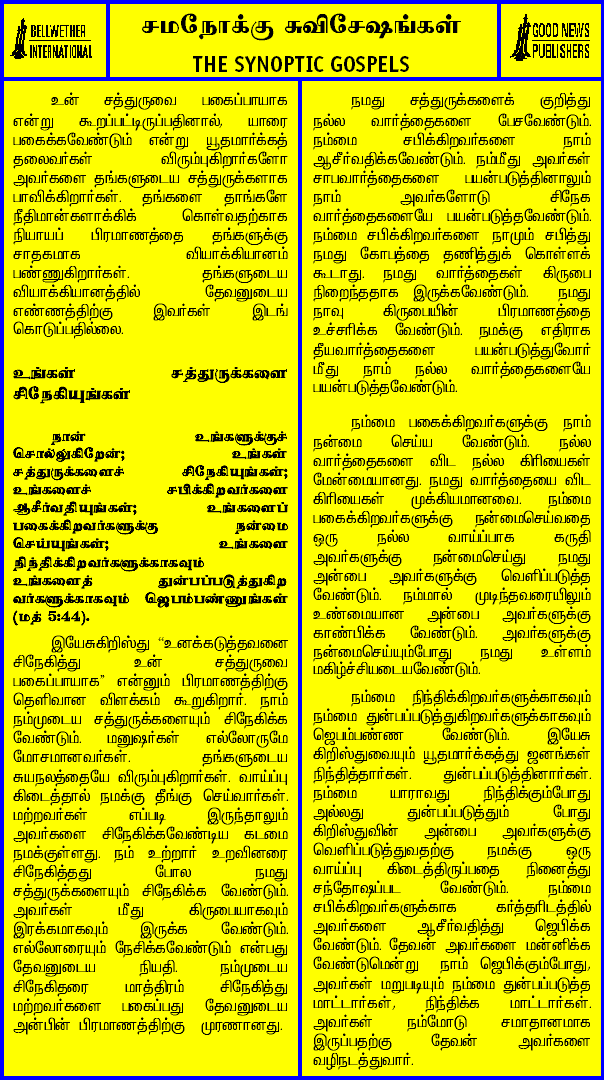 BELLWETHER
INTERNATIONAL
சமநோக்கு சுவிசேஷங்கள்
THE SYNOPTIC GOSPELS
GOOD NEWS
PUBLISHERS
உன் சத்துருவை பகைப்பாயாக
என்று கூறப்பட்டிருப்பதினால், யாரை
பகைக்கவேண்டும் என்று யூதமார்க்கத்
தலைவர்கள் விரும்புகிறார்களோ
அவர்களை தங்களுடைய சத்துருக்களாக
பாவிக்கிறார்கள். தங்களை தாங்களே
நீதிமான்களாக்கிக் கொள்வதற்காக
நியாயப் பிரமாணத்தை தங்களுக்கு
சாதகமாக வியாக்கியானம்
பண்ணுகிறார்கள். தங்களுடைய
வியாக்கியானத்தில் தேவனுடைய
எண்ணத்திற்கு இவர்கள் இடங்
கொடுப்பதில்லை.
உங்கள் சத்துருக்களை
சிநேகியுங்கள்
நான் உங்களுக்குச்
சொல்லுகிறேன்; உங்கள்
சத்துருக்களைச் சிநேகியுங்கள்;
உங்களைச் சபிக்கிறவர்களை
ஆசீர்வதியுங்கள்; உங்களைப்
பகைக்கிறவர்களுக்கு நன்மை
செய்யுங்கள்; உங்களை
நிந்திக்கிறவர்களுக்காகவும்
உங்களைத் துன்பப்படுத்துகிற
வர்களுக்காகவும் ஜெபம்பண்ணுங்கள்
(மத் 5:44).
இயேசுகிறிஸ்து “உனக்கடுத்தவனை
சிநேகித்து உன் சத்துருவை
பகைப்பாயாக” என்னும் பிரமாணத்திற்கு
தெளிவான விளக்கம் கூறுகிறார். நாம்
நம்முடைய சத்துருக்களையும் சிநேகிக்க
வேண்டும். மனுஷர்கள் எல்லோருமே
மோசமானவர்கள். தங்களுடைய
சுயநலத்தையே விரும்புகிறார்கள். வாய்ப்பு
கிடைத்தால் நமக்கு தீங்கு செய்வார்கள்.
மற்றவர்கள் எப்படி இருந்தாலும்
அவர்களை சிநேகிக்கவேண்டிய கடமை
நமக்குள்ளது. நம் உற்றார் உறவினரை
சிநேகித்தது போல நமது
சத்துருக்களையும் சிநேகிக்க வேண்டும்.
அவர்கள் மீது கிருபையாகவும்
இரக்கமாகவும் இருக்க வேண்டும்.
எல்லோரையும் நேசிக்கவேண்டும் என்பது
தேவனுடைய நியதி. நம்முடைய
சிநேகிதரை மாத்திரம் சிநேகித்து
மற்றவர்களை பகைப்பது தேவனுடைய
அன்பின் பிரமாணத்திற்கு முரணானது.
நமது சத்துருக்களைக் குறித்து
நல்ல வார்த்தைகளை பேசவேண்டும்.
நம்மை சபிக்கிறவர்களை நாம்
ஆசீர்வதிக்கவேண்டும். நம்மீது அவர்கள்
சாபவார்த்தைகளை பயன்படுத்தினாலும்
நாம் அவர்களோடு சிநேக
வார்த்தைகளையே பயன்படுத்தவேண்டும்.
நம்மை சபிக்கிறவர்களை நாமும் சபித்து
நமது கோபத்தை தணித்துக் கொள்ளக்
கூடாது. நமது வார்த்தைகள் கிருபை
நிறைந்ததாக இருக்கவேண்டும். நமது
நாவு கிருபையின் பிரமாணத்தை
உச்சரிக்க வேண்டும். நமக்கு எதிராக
தீயவார்த்தைகளை பயன்படுத்துவோர்
மீது நாம் நல்ல வார்த்தைகளையே
பயன்படுத்தவேண்டும்.
நம்மை பகைக்கிறவர்களுக்கு நாம்
நன்மை செய்ய வேண்டும். நல்ல
வார்த்தைகளை விட நல்ல கிரியைகள்
மேன்மையானது. நமது வார்த்தையை விட
கிரியைகள் முக்கியமானவை. நம்மை
பகைக்கிறவர்களுக்கு நன்மைசெய்வதை
ஒரு நல்ல வாய்ப்பாக கருதி
அவர்களுக்கு நன்மைசெய்து நமது
அன்பை அவர்களுக்கு வெளிப்படுத்த
வேண்டும். நம்மால் முடிந்தவரையிலும்
உண்மையான அன்பை அவர்களுக்கு
காண்பிக்க வேண்டும். அவர்களுக்கு
நன்மைசெய்யும்போது நமது உள்ளம்
மகிழ்ச்சியடையவேண்டும்.
நம்மை நிந்திக்கிறவர்களுக்காகவும்
நம்மை துன்பப்படுத்துகிறவர்களுக்காகவும்
ஜெபம்பண்ண வேண்டும். இயேசு
கிறிஸ்துவையும் யூதமார்க்கத்து ஜனங்கள்
நிந்தித்தார்கள். துன்பப்படுத்தினார்கள்.
நம்மை யாராவது நிந்திக்கும்போது
அல்லது துன்பப்படுத்தும் போது
கிறிஸ்துவின் அன்பை அவர்களுக்கு
வெளிப்படுத்துவதற்கு நமக்கு ஒரு
வாய்ப்பு கிடைத்திருப்பதை நினைத்து
சந்தோஷப்பட வேண்டும். நம்மை
சபிக்கிறவர்களுக்காக கர்த்தரிடத்தில்
அவர்களை ஆசீர்வதித்து ஜெபிக்க
வேண்டும். தேவன் அவர்களை மன்னிக்க
வேண்டுமென்று நாம் ஜெபிக்கும்போது,
அவர்கள் மறுபடியும் நம்மை துன்பப்படுத்த
மாட்டார்கள், நிந்திக்க மாட்டார்கள்.
அவர்கள் நம்மோடு சமாதானமாக
இருப்பதற்கு தேவன் அவர்களை
வழிநடத்துவார்.